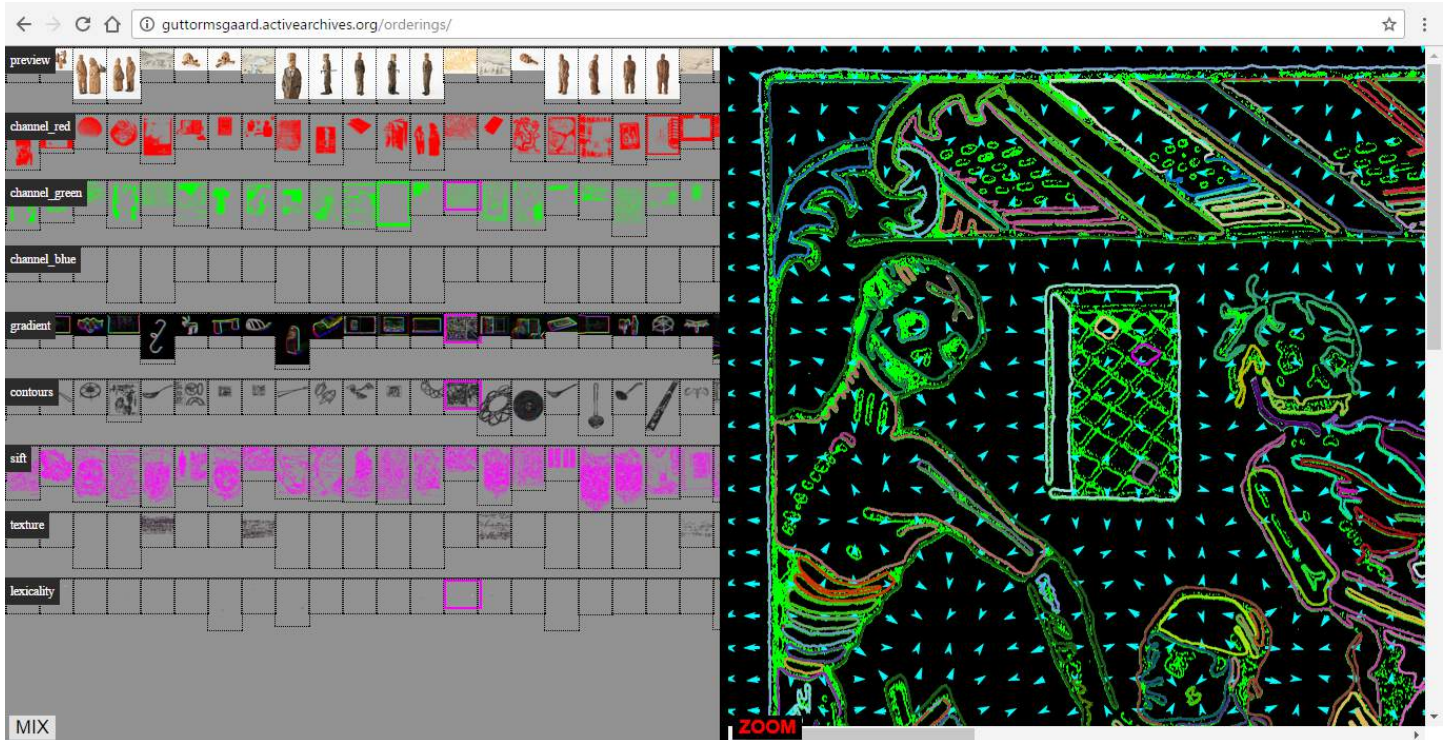 guttormsgaard.activearchives.org/orderings/
preview
channel_red
channel_green
channel_blue
gradient
contours
sift
texture
lexicality
MIX
ZOOM